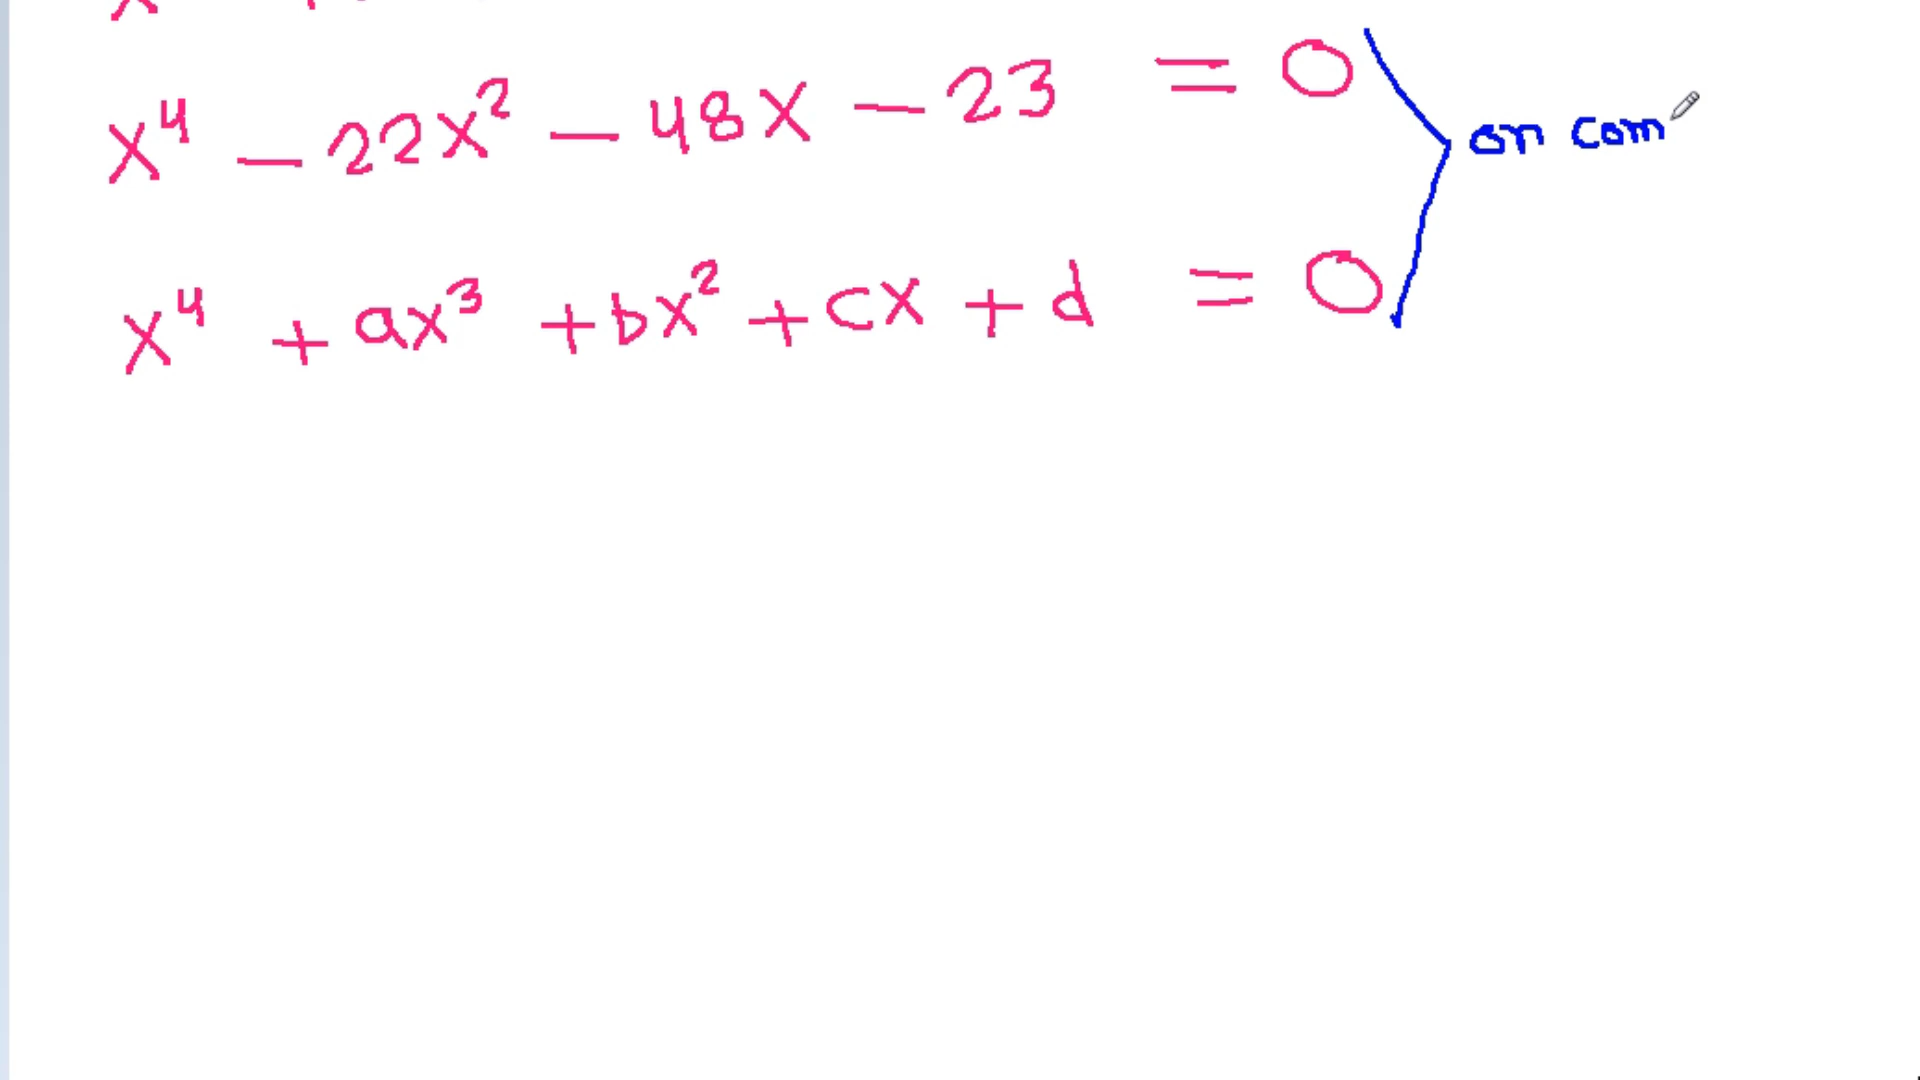 x⁴ - 22x² - 48x - 23 = 0 on com
x⁴ + ax³ + bx² + cx + d = 0